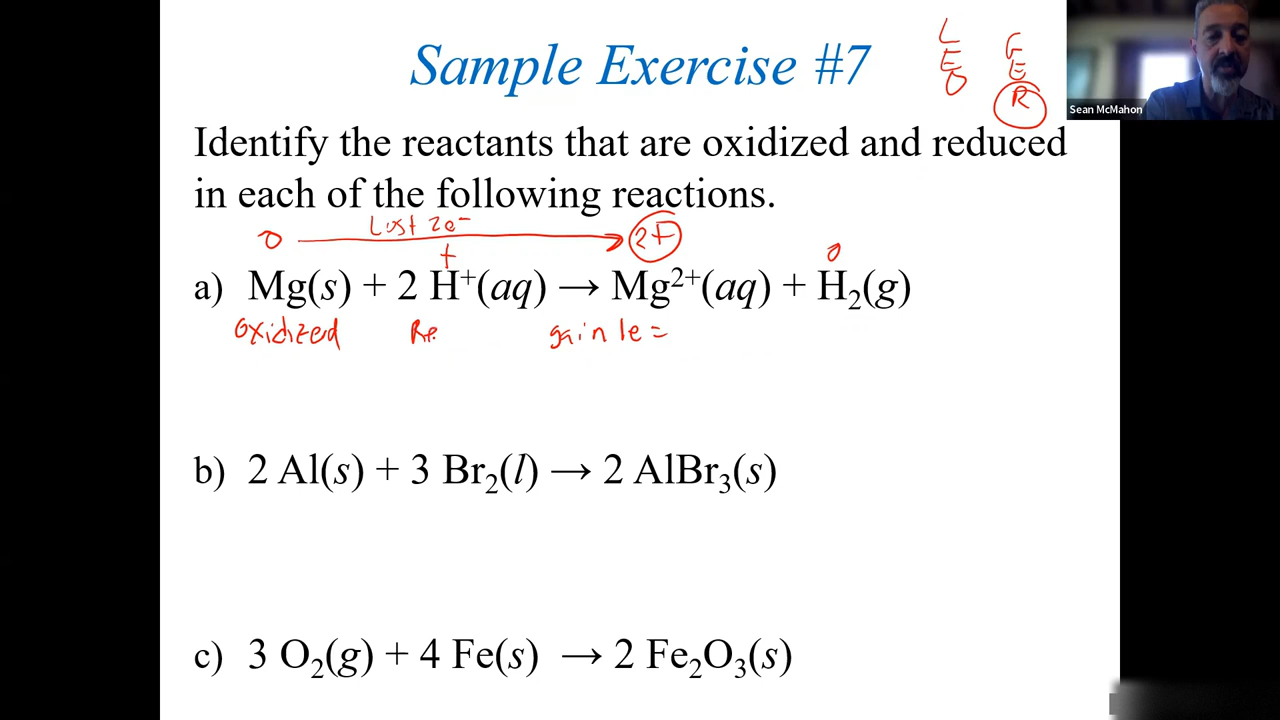 Sample Exercise #7
L
E
O
G
E
R
Sean McMahon
Identify the reactants that are oxidized and reduced
in each of the following reactions.
Lost 2e-
0
2+
+
0
a) Mg(s) + 2 H⁺(aq) → Mg²⁺(aq) + H₂(g)
oxidized Re gain 1e =
b) 2 Al(s) + 3 Br₂(l) → 2 AlBr₃(s)
c) 3 O₂(g) + 4 Fe(s) → 2 Fe₂O₃(s)